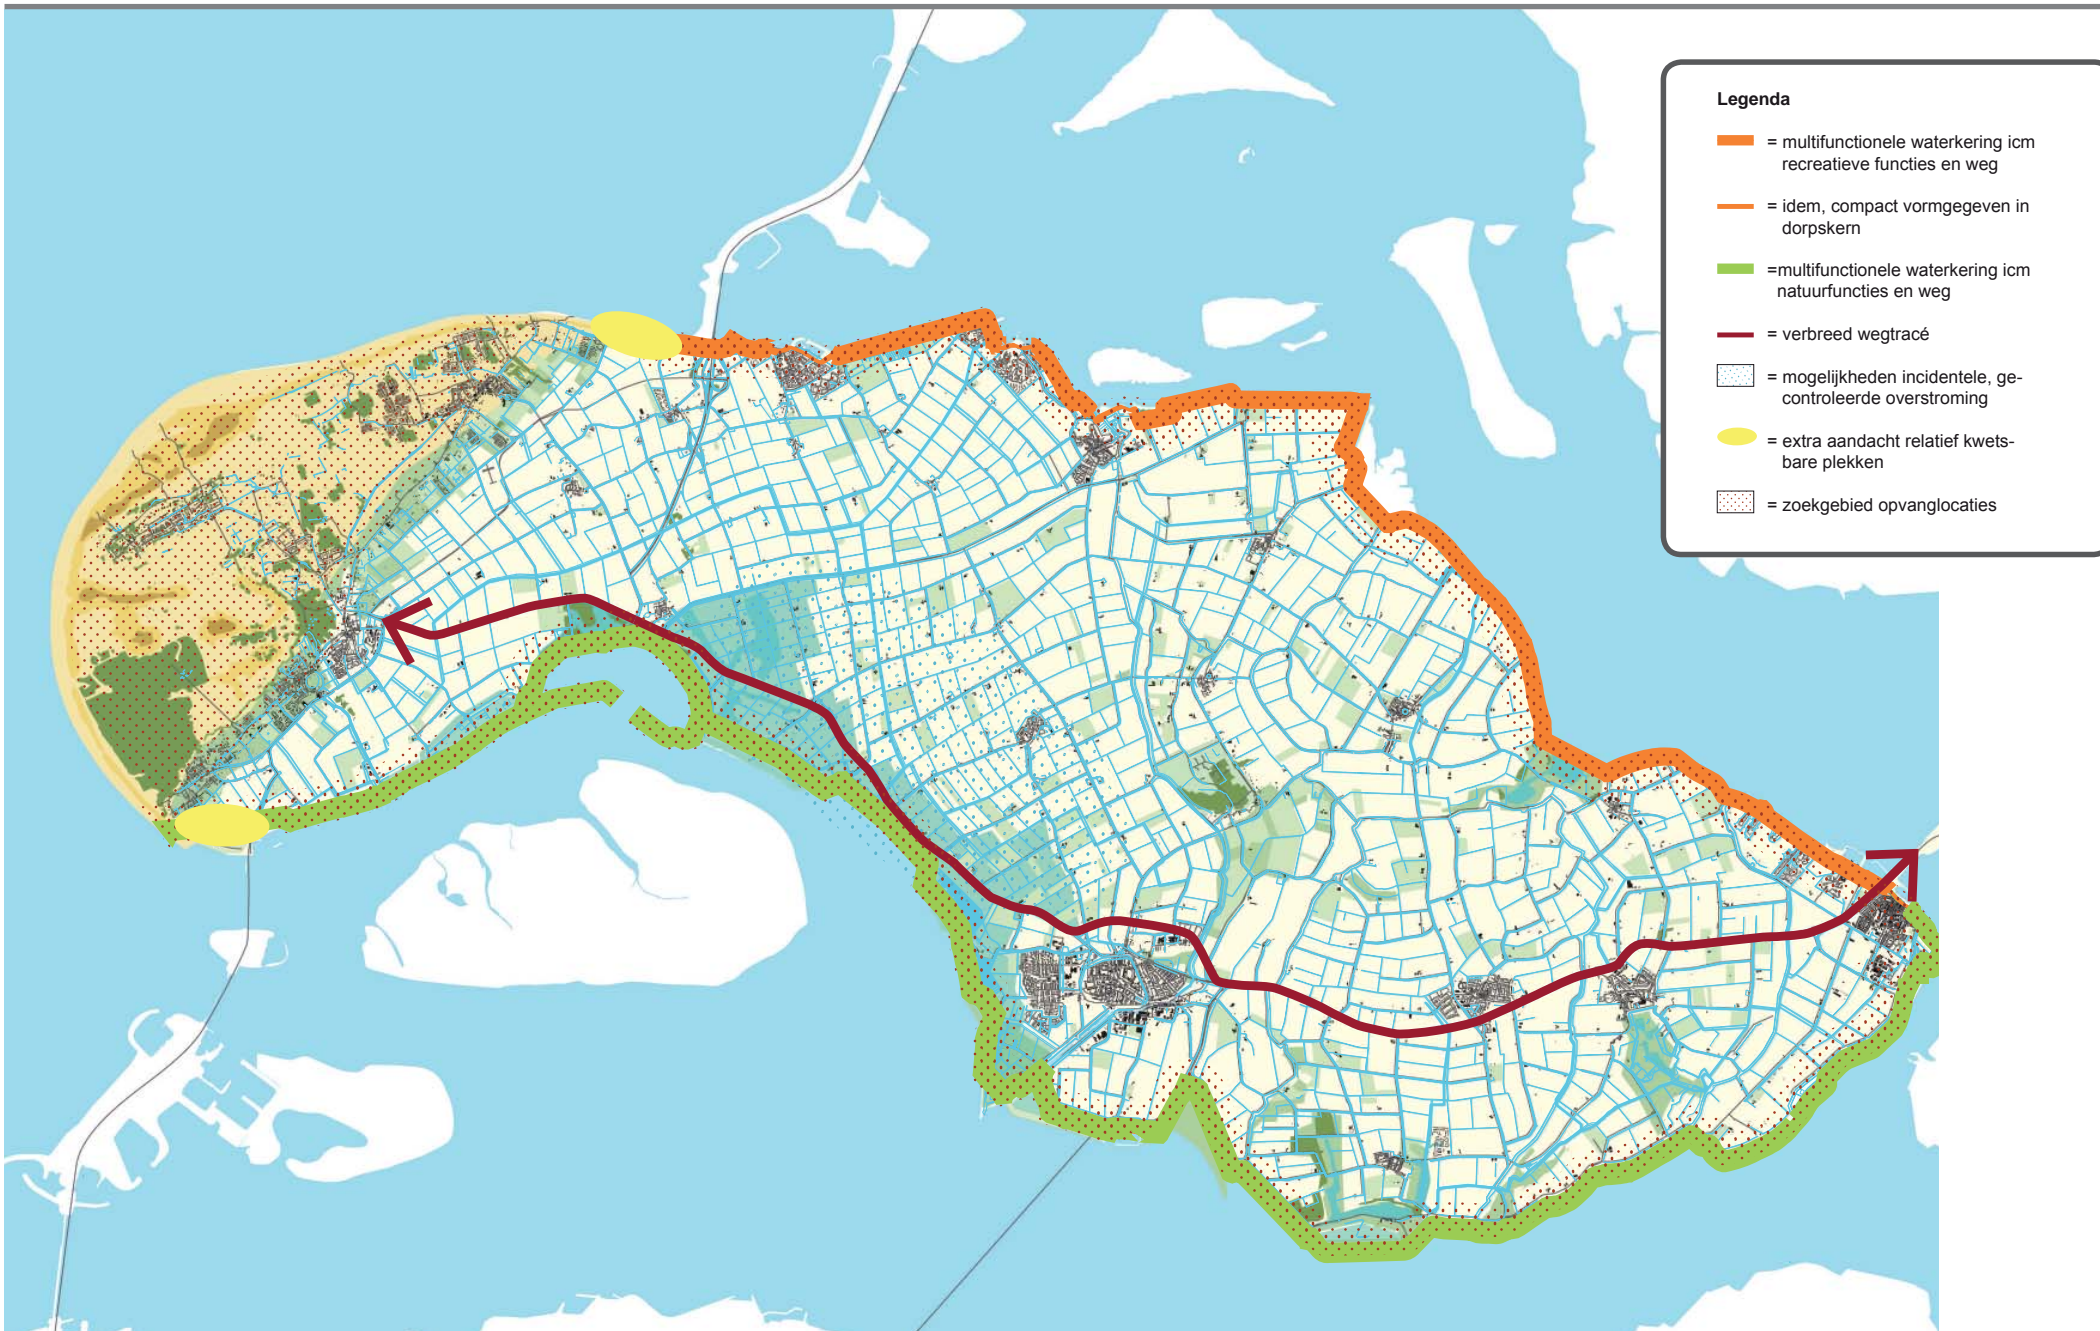 Legenda
= multifunctionele waterkering icm
recreatieve functies en weg
= idem, compact vormgegeven in
dorpskern
=multifunctionele waterkering icm
natuurfuncties en weg
= verbreed wegtracé
= mogelijkheden incidentele, ge-
controleerde overstroming
= extra aandacht relatief kwets-
bare plekken
= zoekgebied opvanglocaties